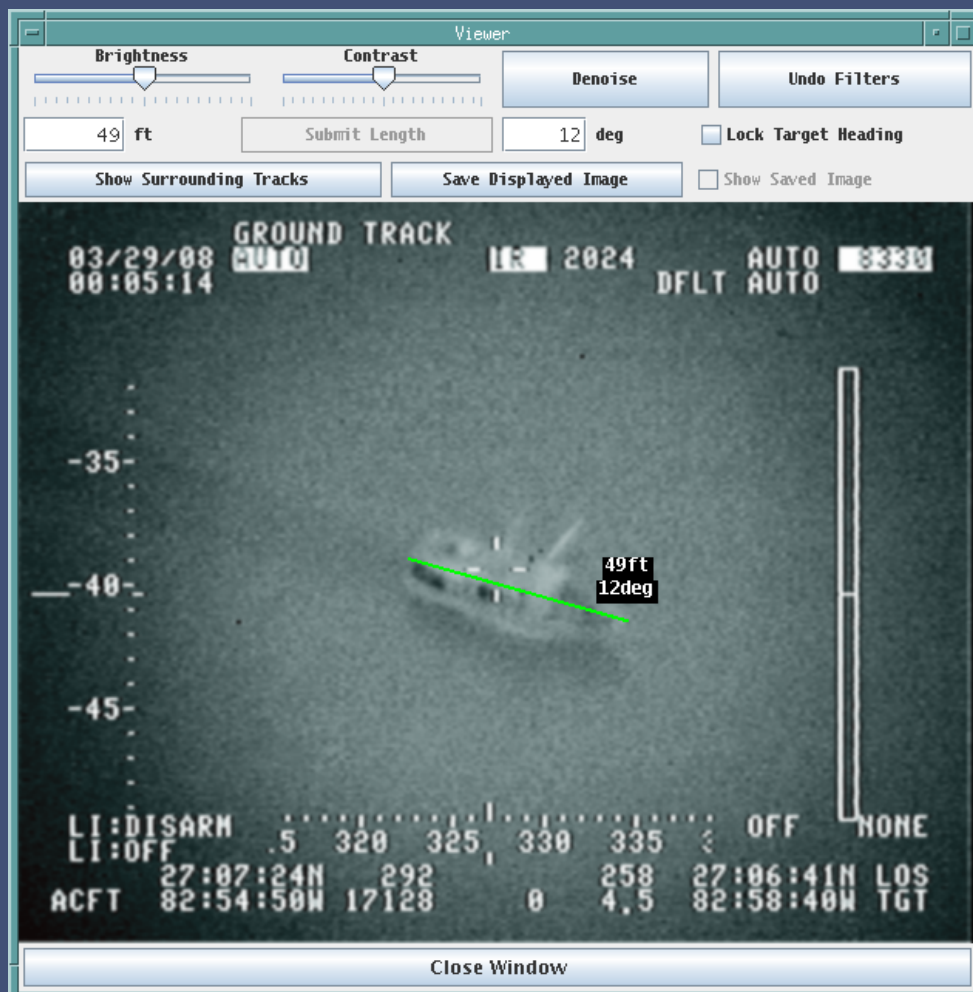 Viewer
Brightness Contrast Denoise Undo Filters
49 ft Submit Length 12 deg Lock Target Heading
Show Surrounding Tracks Save Displayed Image Show Saved Image
GROUND TRACK
03/29/08 AUTO IR 2024 AUTO 8330
00:05:14 DFLT AUTO
-35-
49ft
12deg
-40-
-45-
LI:DISARM OFF NONE
.5 320 325 330 335
LI:OFF
27:07:24N 292 258 27:06:41N LOS
ACFT 82:54:50W 17128 0 4.5 82:58:40W TGT
Close Window